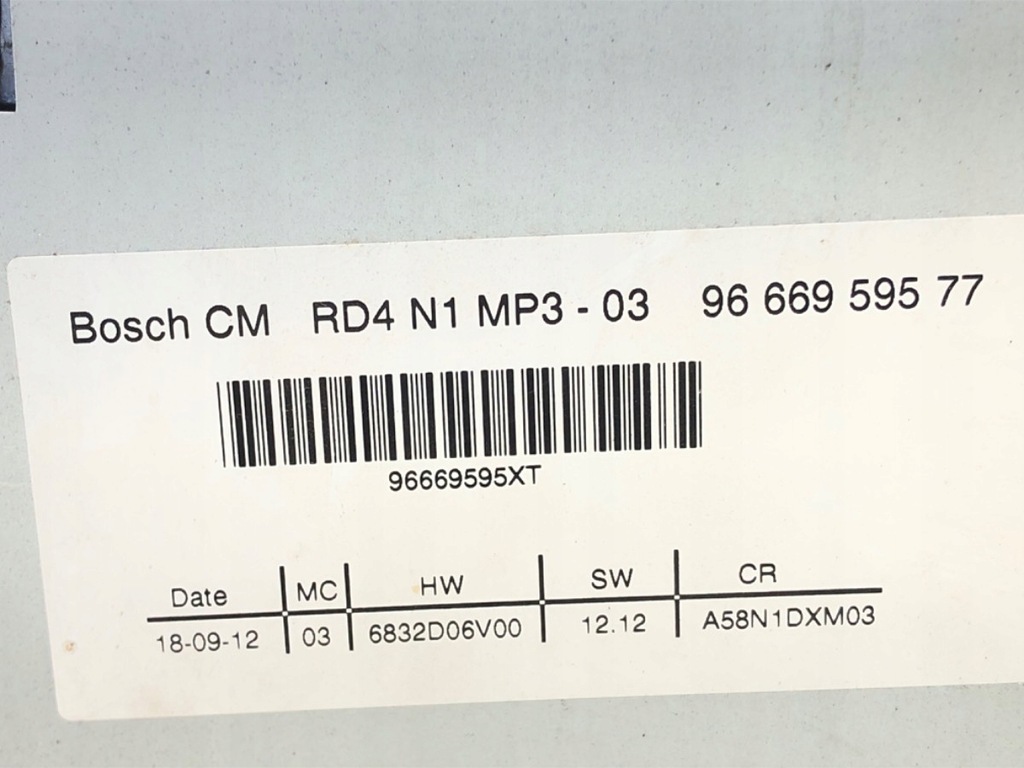 Bosch CM RD4 N1 MP3 - 03 96 669 595 77
96669595XT
Date MC HW SW CR
18-09-12 03 6832D06V00 12.12 A58N1DXM03